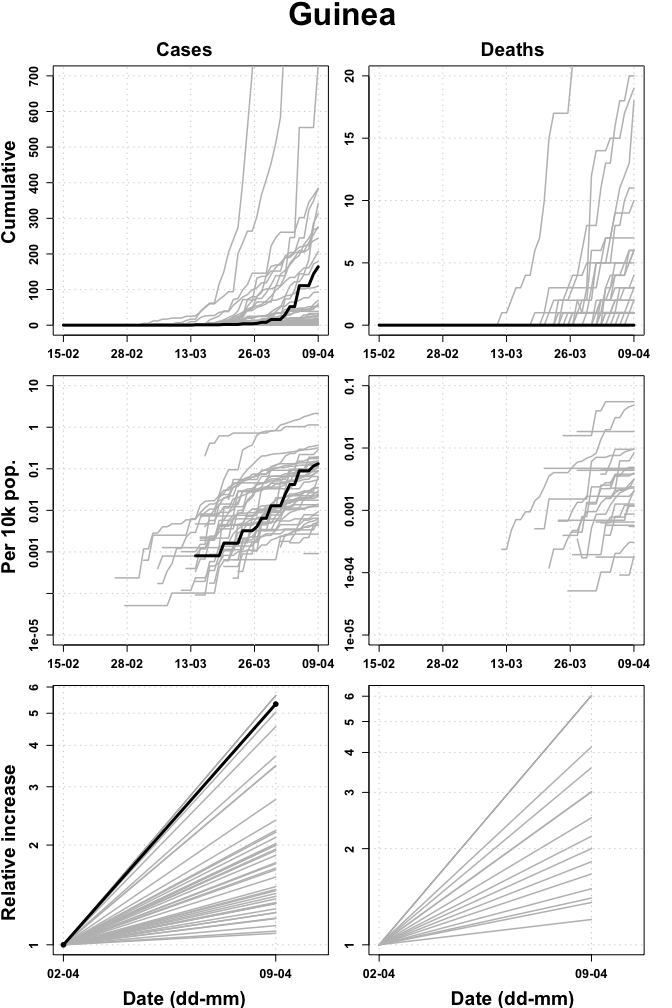 Guinea
Cases
Deaths
Cumulative
700
600
500
400
300
200
100
0
15-02 28-02 13-03 26-03 09-04
20
15
10
5
0
15-02 28-02 13-03 26-03 09-04
Per 10k pop.
10
1
0.1
0.01
0.001
1e-05
15-02 28-02 13-03 26-03 09-04
0.1
0.01
0.001
1e-04
1e-05
15-02 28-02 13-03 26-03 09-04
Relative increase
6
5
4
3
2
1
02-04 09-04
Date (dd-mm)
6
5
4
3
2
1
02-04 09-04
Date (dd-mm)